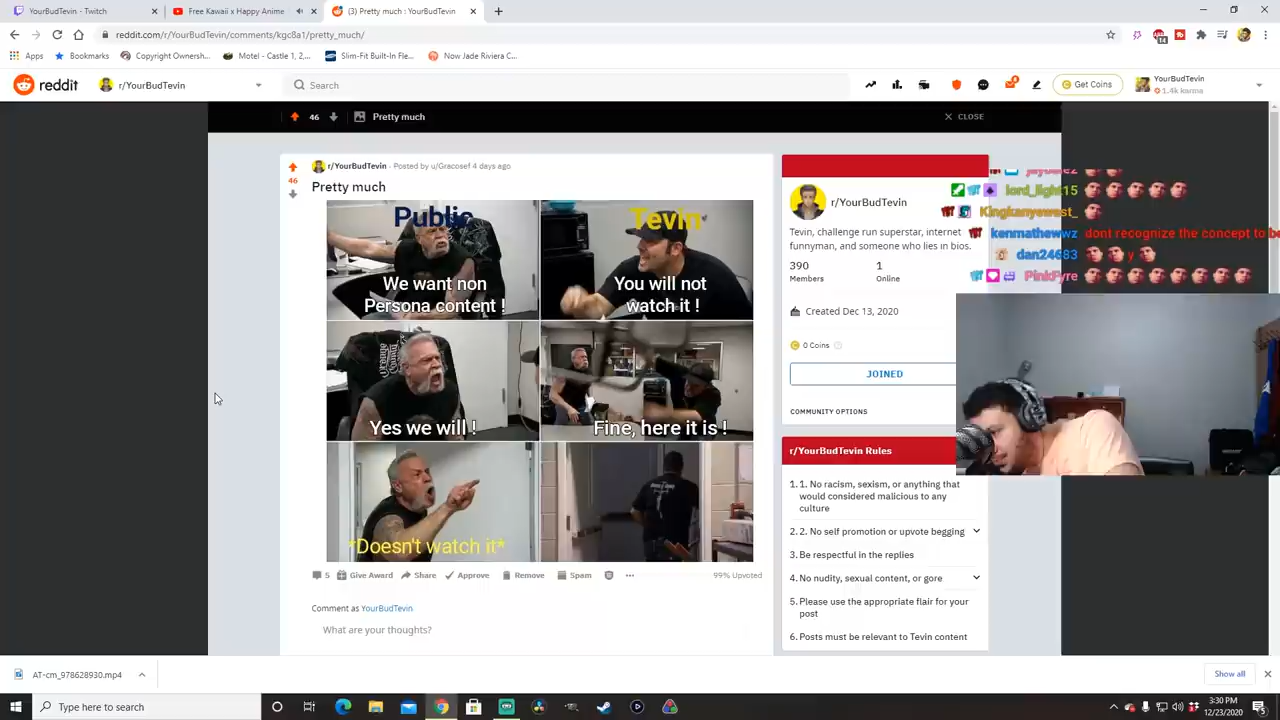 YourBudTevin - Twitch
Free Kawaii x Happy Anime
(3) Pretty much : YourBudTevin
reddit.com/r/YourBudTevin/comments/kgc8a1/pretty_much/
14
Apps
Bookmarks
Copyright Ownersh...
Motel - Castle 1, 2,...
Slim-Fit Built-In Fle...
Now Jade Riviera C...
reddit
r/YourBudTevin
Search
Get Coins
YourBudTevin
1.4k karma
46
Pretty much
CLOSE
r/YourBudTevin · Posted by u/Gracosef 4 days ago
46
Pretty much
Public
Tevin
We want non
Persona content !
You will not
watch it !
Yes we will !
Fine, here it is !
*Doesn't watch it*
5
Give Award
Share
Approve
Remove
Spam
99% Upvoted
Comment as YourBudTevin
What are your thoughts?
r/YourBudTevin
Tevin, challenge run superstar, internet
funnyman, and someone who lies in bios.
390
Members
1
Online
Created Dec 13, 2020
0 Coins
JOINED
COMMUNITY OPTIONS
r/YourBudTevin Rules
1. 1. No racism, sexism, or anything that
would considered malicious to any
culture
2. 2. No self promotion or upvote begging
3. Be respectful in the replies
4. No nudity, sexual content, or gore
5. Please use the appropriate flair for your
post
6. Posts must be relevant to Tevin content
lord_light15
Kingkanyewest_
kenmathewwz dont recognize the concept to be
dan24683 y
PinkFyre
AT-cm_978628930.mp4
Show all
Type here to search
3:30 PM
12/23/2020
5